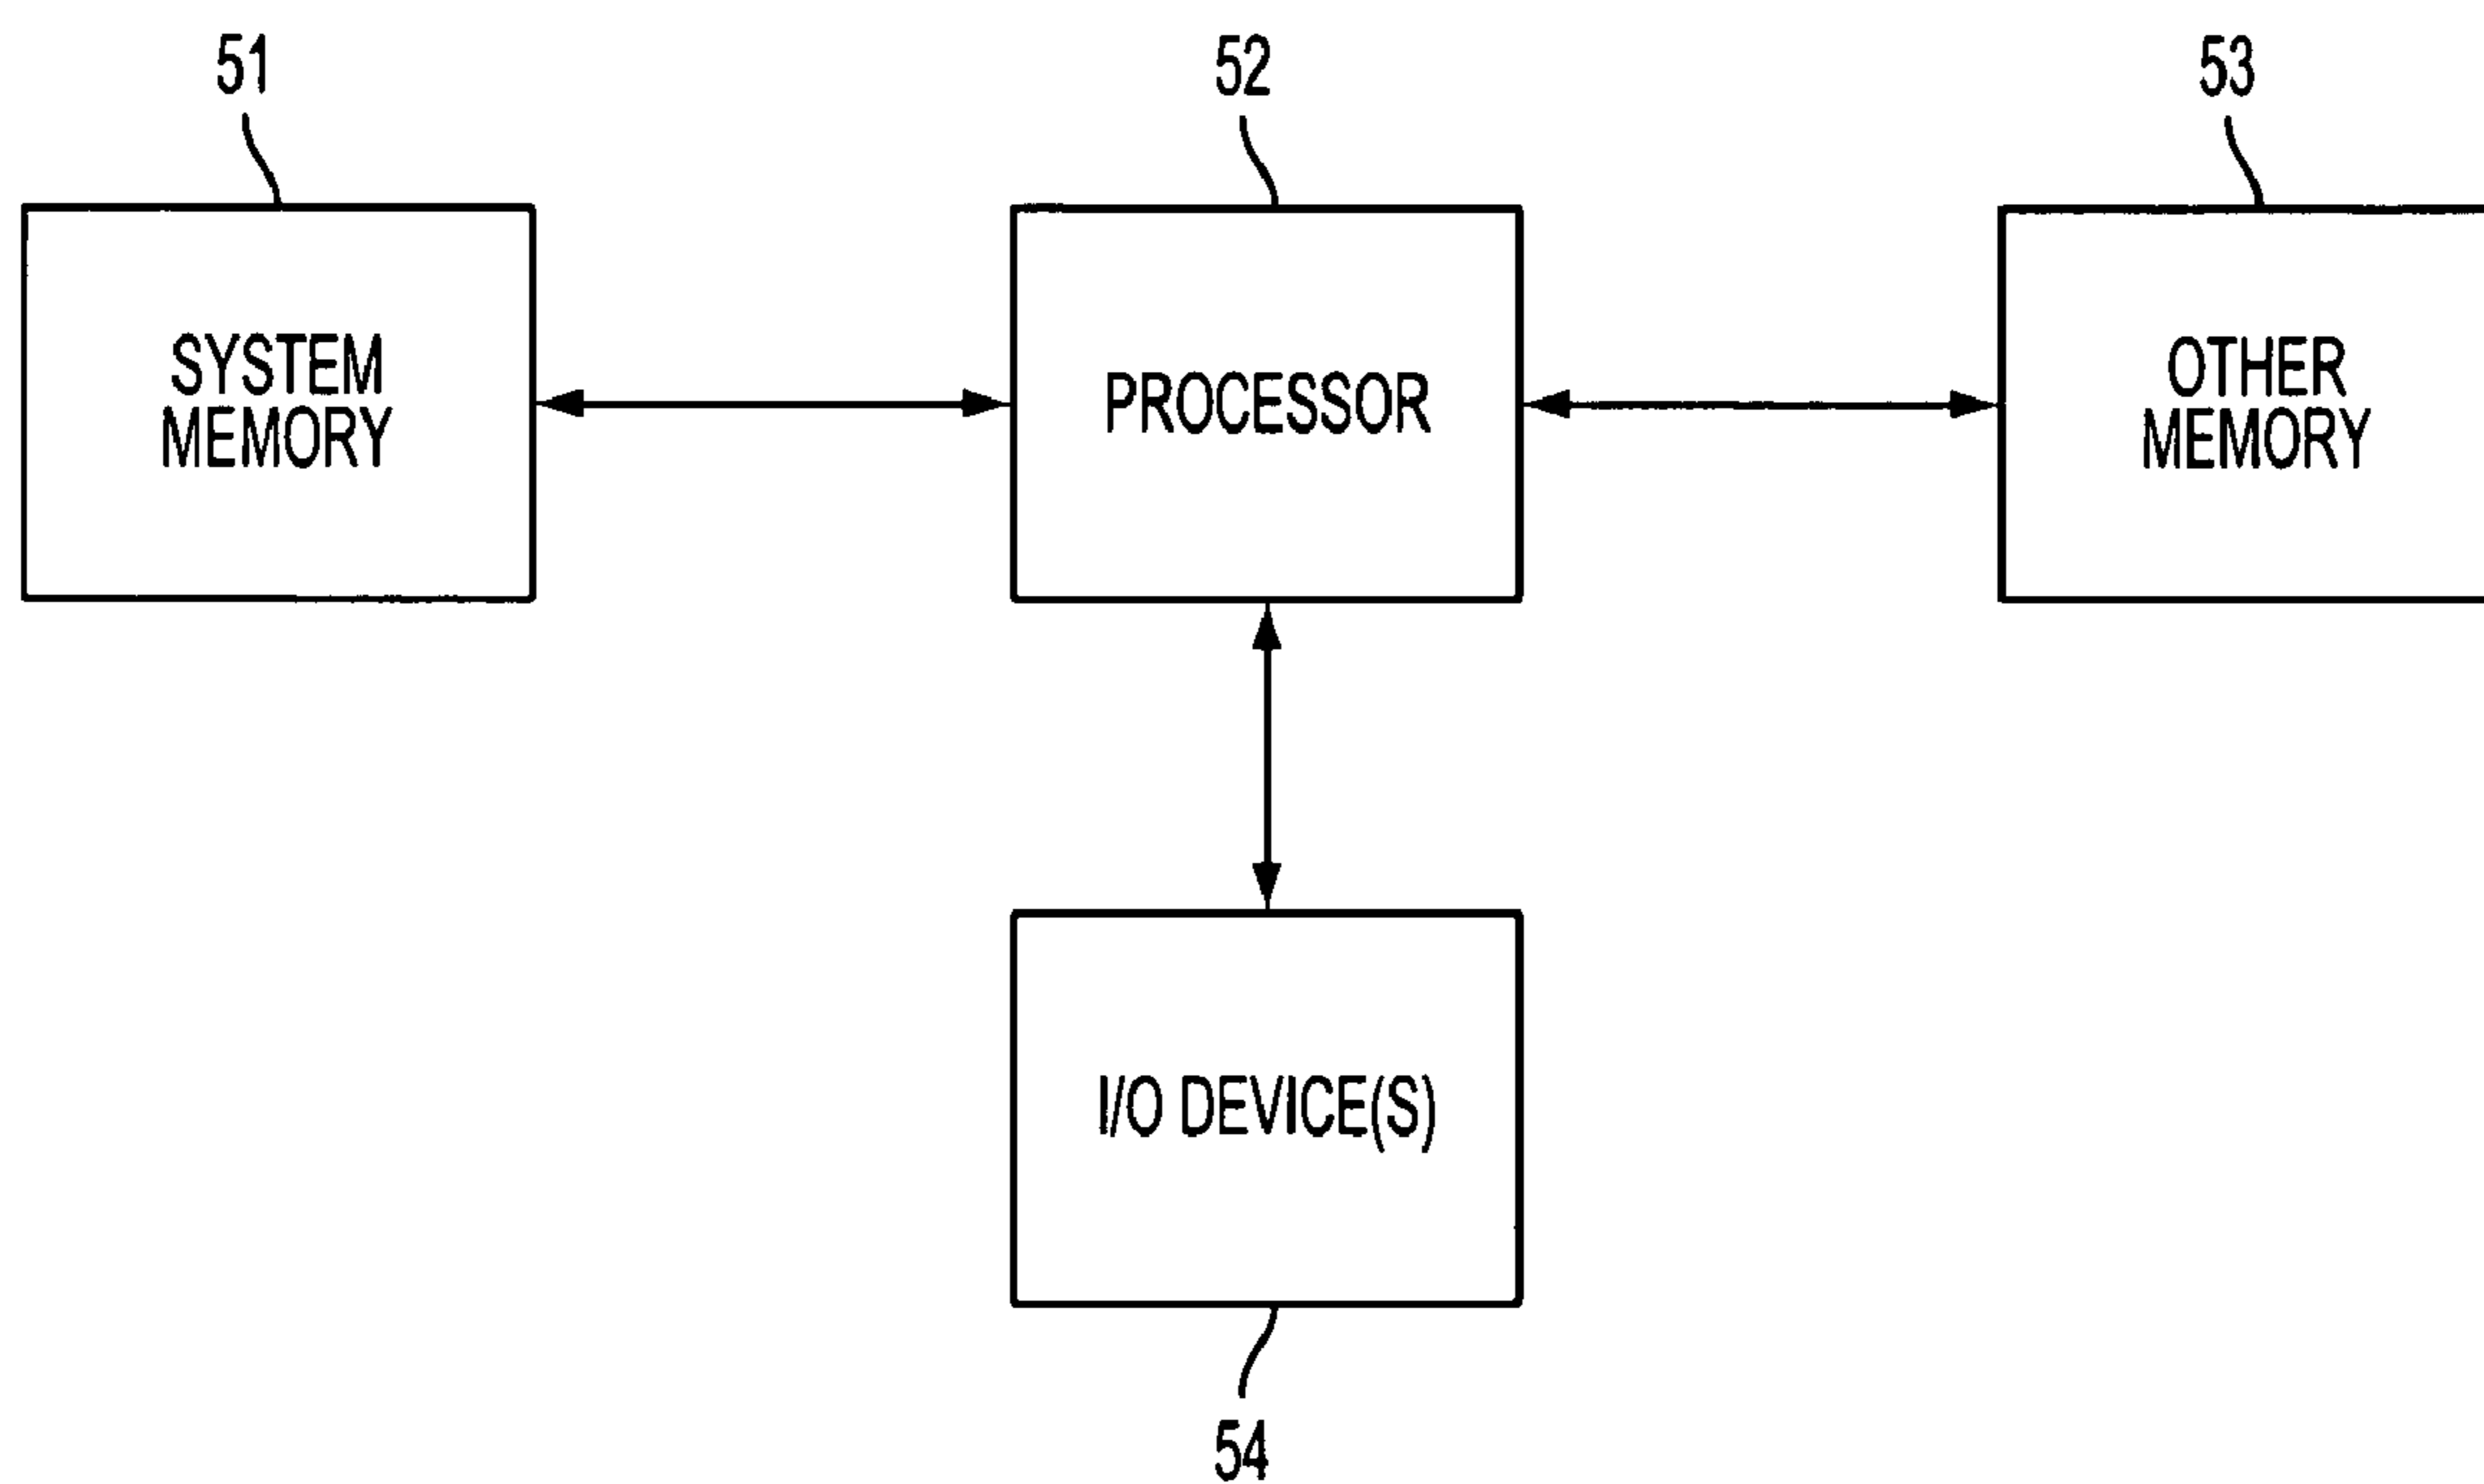 51
52
53
SYSTEM
MEMORY
PROCESSOR
OTHER
MEMORY
I/O DEVICE(S)
54